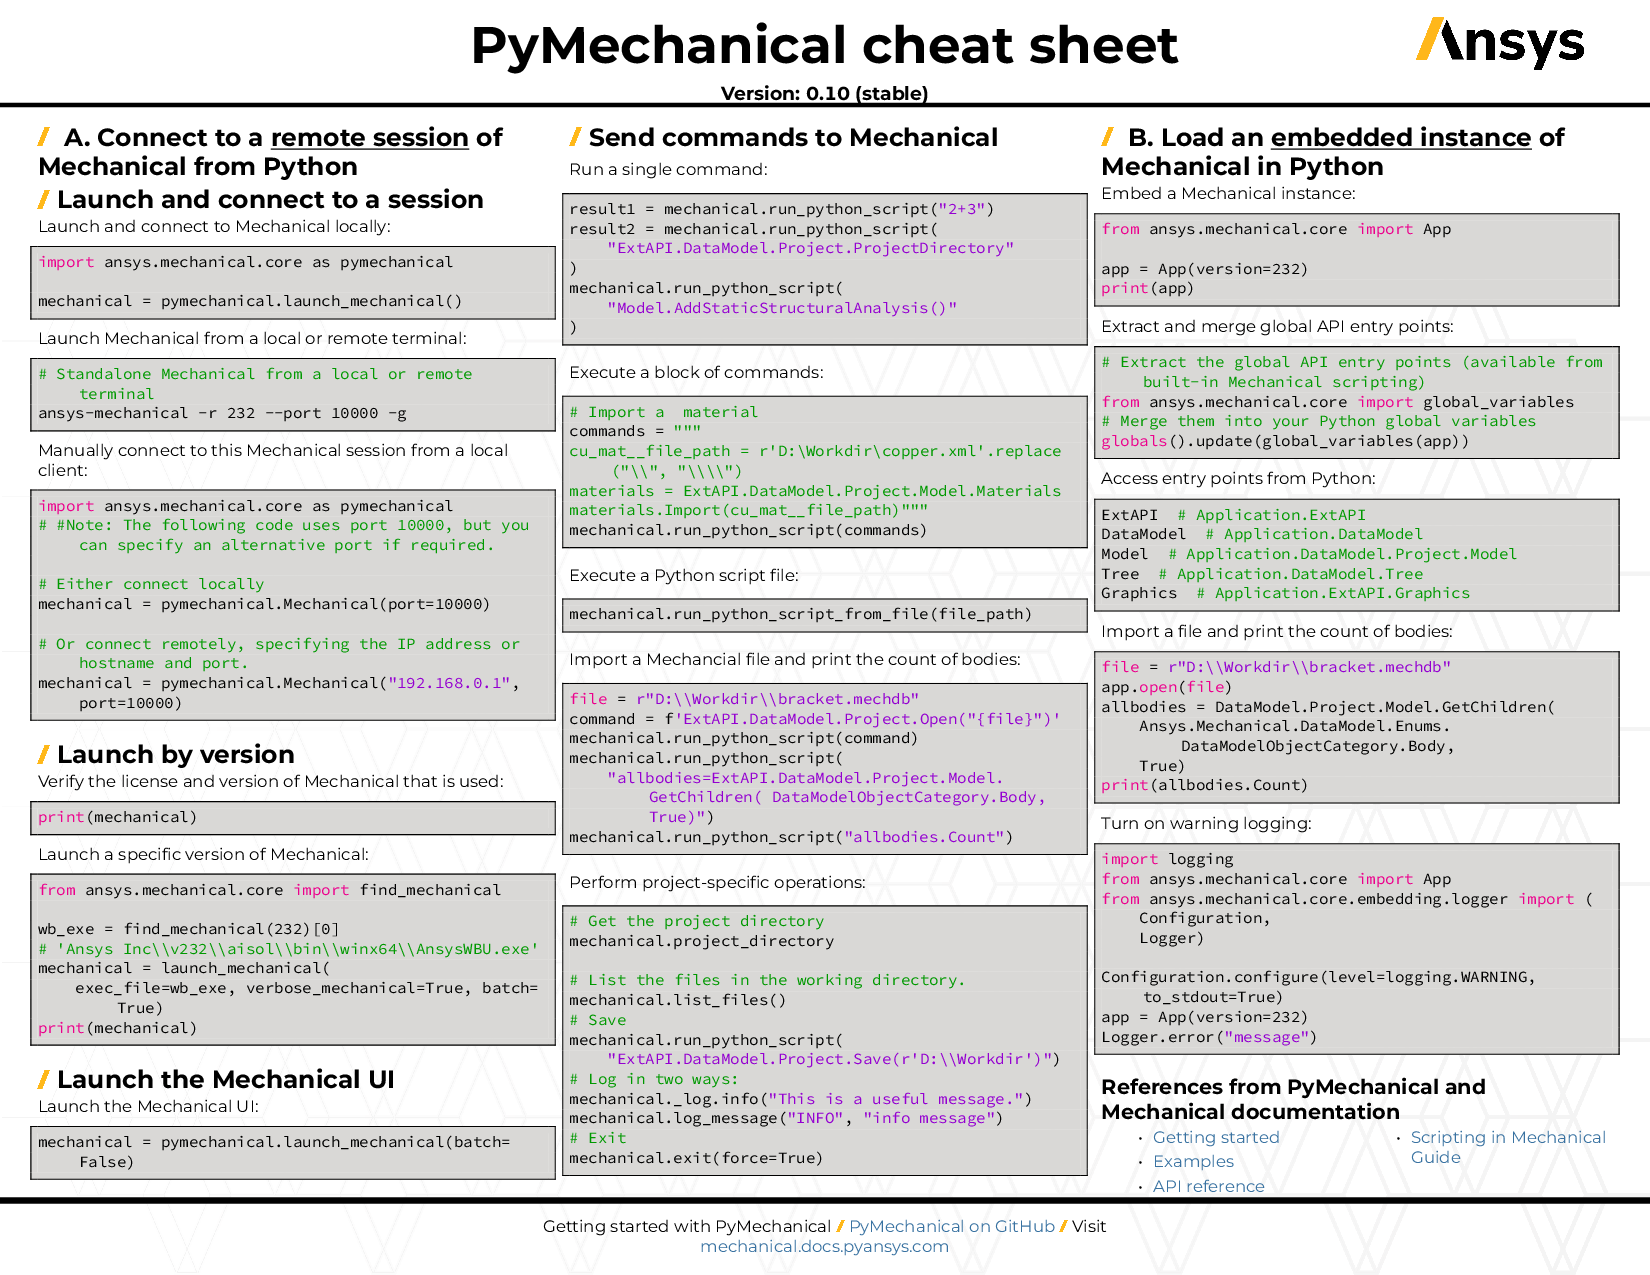 PyMechanical cheat sheet
Ansys
Version: 0.10 (stable)
A. Connect to a remote session of
Mechanical from Python
Launch and connect to a session
Launch and connect to Mechanical locally:
import ansys.mechanical.core as pymechanical
mechanical = pymechanical.launch_mechanical()
Launch Mechanical from a local or remote terminal:
# Standalone Mechanical from a local or remote
terminal
ansys-mechanical -r 232 --port 10000 -g
Manually connect to this Mechanical session from a local
client:
import ansys.mechanical.core as pymechanical
# #Note: The following code uses port 10000, but you
can specify an alternative port if required.
# Either connect locally
mechanical = pymechanical.Mechanical(port=10000)
# Or connect remotely, specifying the IP address or
hostname and port.
mechanical = pymechanical.Mechanical("192.168.0.1",
port=10000)
Launch by version
Verify the license and version of Mechanical that is used:
print(mechanical)
Launch a specific version of Mechanical:
from ansys.mechanical.core import find_mechanical
wb_exe = find_mechanical(232)[0]
# 'Ansys Inc\\v232\\aisol\\bin\\winx64\\AnsysWBU.exe'
mechanical = launch_mechanical(
exec_file=wb_exe, verbose_mechanical=True, batch=
True)
print(mechanical)
Launch the Mechanical UI
Launch the Mechanical UI:
mechanical = pymechanical.launch_mechanical(batch=
False)
Send commands to Mechanical
Run a single command:
result1 = mechanical.run_python_script("2+3")
result2 = mechanical.run_python_script(
"ExtAPI.DataModel.Project.ProjectDirectory"
)
mechanical.run_python_script(
"Model.AddStaticStructuralAnalysis()"
)
Execute a block of commands:
# Import a  material
commands = """
cu_mat__file_path = r'D:\Workdir\copper.xml'.replace
("\\", "\\\\")
materials = ExtAPI.DataModel.Project.Model.Materials
materials.Import(cu_mat__file_path)"""
mechanical.run_python_script(commands)
Execute a Python script file:
mechanical.run_python_script_from_file(file_path)
Import a Mechancial file and print the count of bodies:
file = r"D:\\Workdir\\bracket.mechdb"
command = f'ExtAPI.DataModel.Project.Open("{file}")'
mechanical.run_python_script(command)
mechanical.run_python_script(
"allbodies=ExtAPI.DataModel.Project.Model.
GetChildren( DataModelObjectCategory.Body,
True)")
mechanical.run_python_script("allbodies.Count")
Perform project-specific operations:
# Get the project directory
mechanical.project_directory
# List the files in the working directory.
mechanical.list_files()
# Save
mechanical.run_python_script(
"ExtAPI.DataModel.Project.Save(r'D:\\Workdir')")
# Log in two ways:
mechanical._log.info("This is a useful message.")
mechanical.log_message("INFO", "info message")
# Exit
mechanical.exit(force=True)
B. Load an embedded instance of
Mechanical in Python
Embed a Mechanical instance:
from ansys.mechanical.core import App
app = App(version=232)
print(app)
Extract and merge global API entry points:
# Extract the global API entry points (available from
built-in Mechanical scripting)
from ansys.mechanical.core import global_variables
# Merge them into your Python global variables
globals().update(global_variables(app))
Access entry points from Python:
ExtAPI  # Application.ExtAPI
DataModel  # Application.DataModel
Model  # Application.DataModel.Project.Model
Tree  # Application.DataModel.Tree
Graphics  # Application.ExtAPI.Graphics
Import a file and print the count of bodies:
file = r"D:\\Workdir\\bracket.mechdb"
app.open(file)
allbodies = DataModel.Project.Model.GetChildren(
Ansys.Mechanical.DataModel.Enums.
DataModelObjectCategory.Body,
True)
print(allbodies.Count)
Turn on warning logging:
import logging
from ansys.mechanical.core import App
from ansys.mechanical.core.embedding.logger import (
Configuration,
Logger)
Configuration.configure(level=logging.WARNING,
to_stdout=True)
app = App(version=232)
Logger.error("message")
References from PyMechanical and
Mechanical documentation
• Getting started
• Examples
• API reference
• Scripting in Mechanical
Guide
Getting started with PyMechanical / PyMechanical on GitHub / Visit
mechanical.docs.pyansys.com